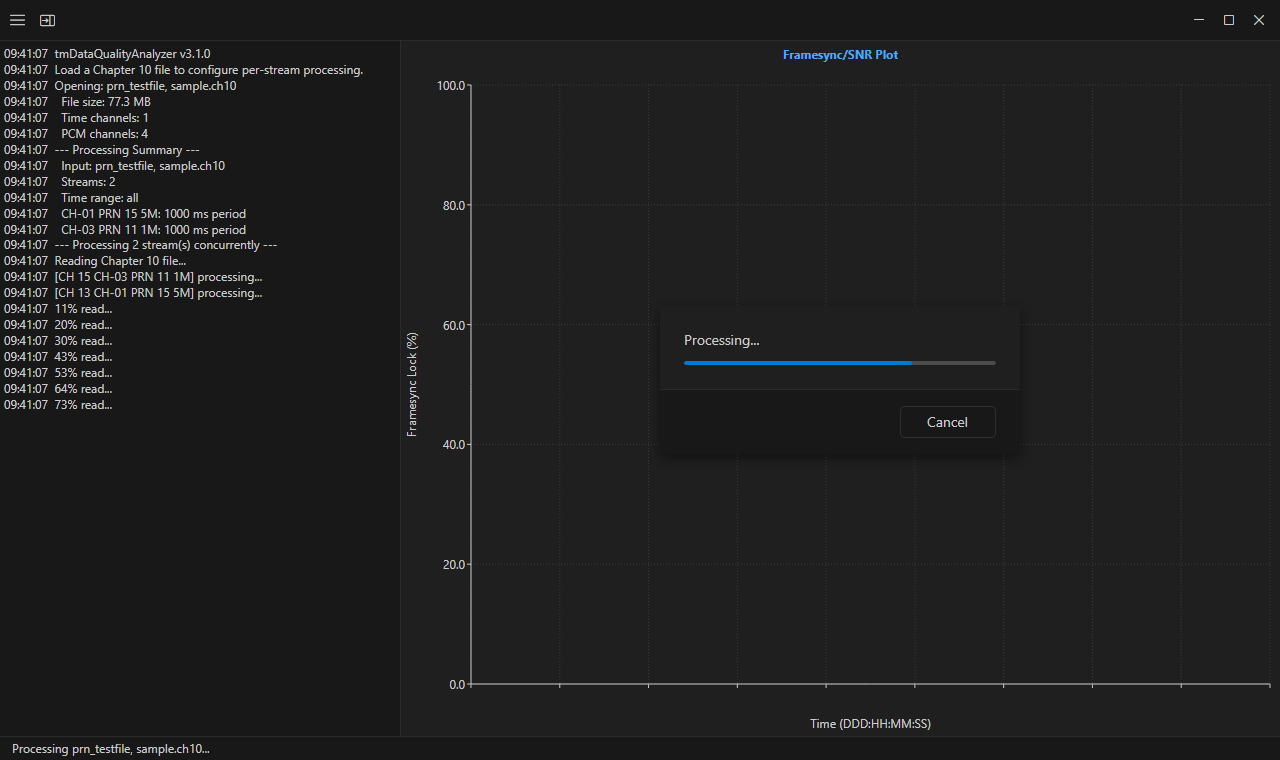 09:41:07 tmDataQualityAnalyzer v3.1.0
09:41:07 Load a Chapter 10 file to configure per-stream processing.
09:41:07 Opening: prn_testfile, sample.ch10
09:41:07 File size: 77.3 MB
09:41:07 Time channels: 1
09:41:07 PCM channels: 4
09:41:07 --- Processing Summary ---
09:41:07 Input: prn_testfile, sample.ch10
09:41:07 Streams: 2
09:41:07 Time range: all
09:41:07 CH-01 PRN 15 5M: 1000 ms period
09:41:07 CH-03 PRN 11 1M: 1000 ms period
09:41:07 --- Processing 2 stream(s) concurrently ---
09:41:07 Reading Chapter 10 file...
09:41:07 [CH 15 CH-03 PRN 11 1M] processing...
09:41:07 [CH 13 CH-01 PRN 15 5M] processing...
09:41:07 11% read...
09:41:07 20% read...
09:41:07 30% read...
09:41:07 43% read...
09:41:07 53% read...
09:41:07 64% read...
09:41:07 73% read...
Framesync/SNR Plot
100.0
80.0
60.0
40.0
20.0
0.0
Framesync Lock (%)
Time (DDD:HH:MM:SS)
Processing...
Cancel
Processing prn_testfile, sample.ch10...